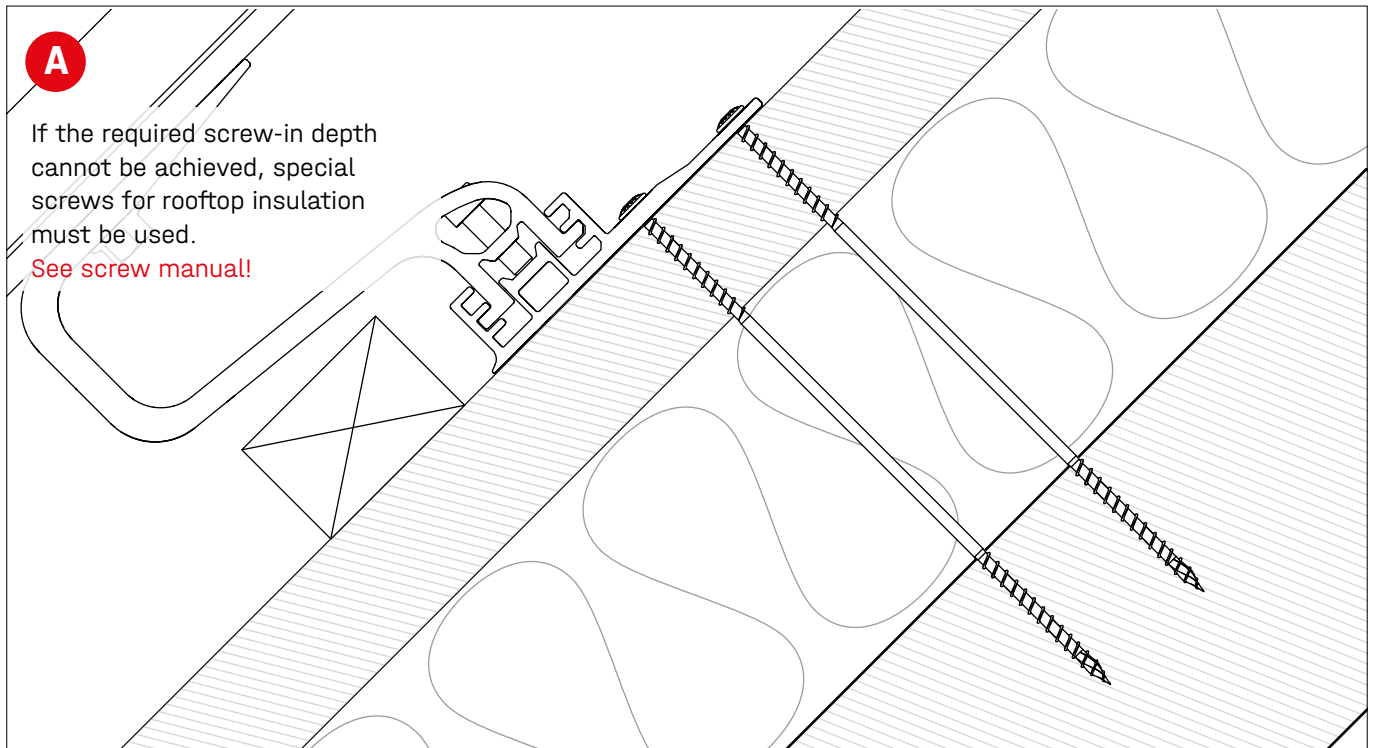 A
If the required screw-in depth
cannot be achieved, special
screws for rooftop insulation
must be used.
See screw manual!